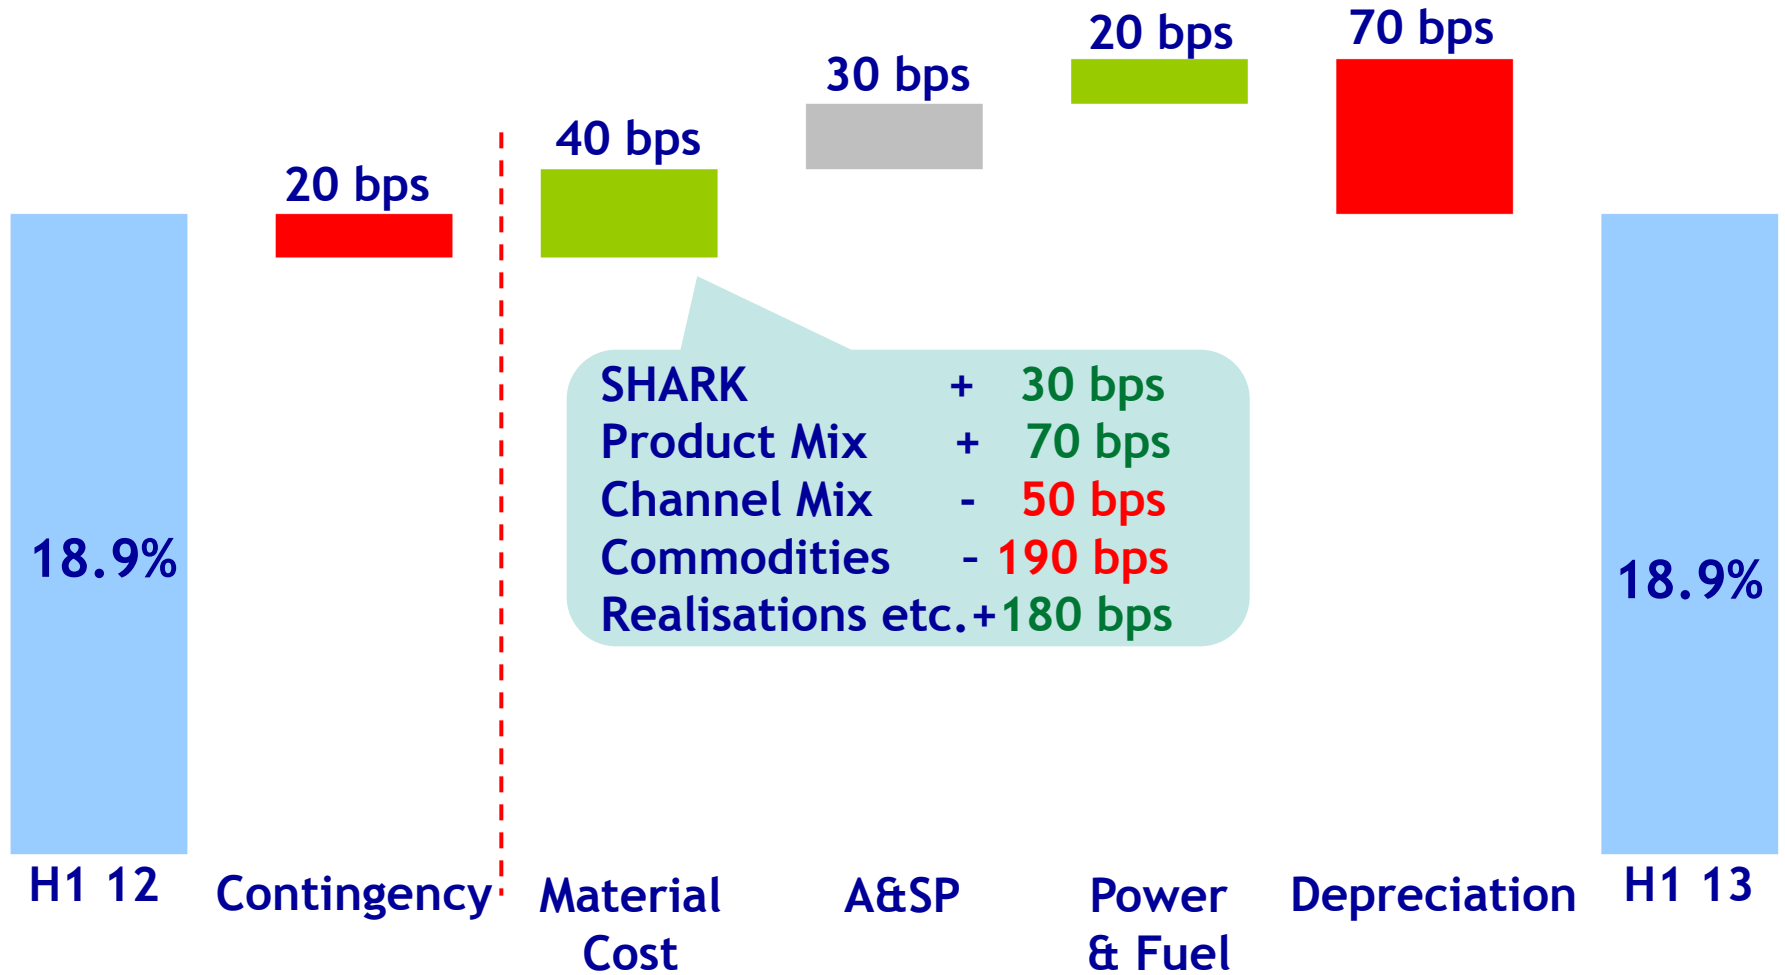 20 bps
40 bps
30 bps
20 bps
70 bps
SHARK + 30 bps
Product Mix + 70 bps
Channel Mix - 50 bps
Commodities – 190 bps
Realisations etc.+180 bps
18.9%
18.9%
H1 12
Contingency
Material
Cost
A&SP
Power
& Fuel
Depreciation
H1 13